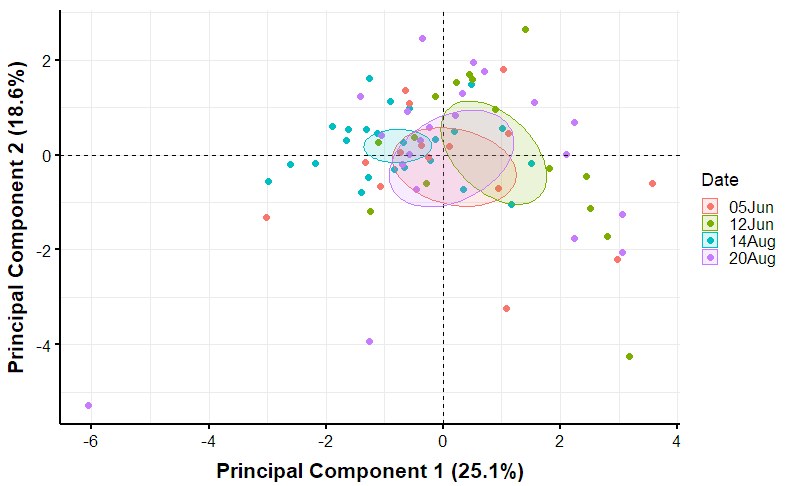 Principal Component 2 (18.6%)
2
0
-2
-4
-6
-4
-2
0
2
4
Principal Component 1 (25.1%)
Date
05Jun
12Jun
14Aug
20Aug